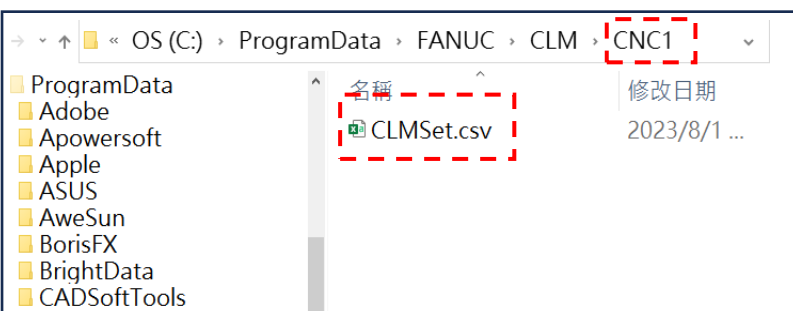 « OS (C:) › ProgramData › FANUC › CLM › CNC1
ProgramData
Adobe
Apowersoft
Apple
ASUS
AweSun
BorisFX
BrightData
CADSoftTools
名稱 修改日期
CLMSet.csv 2023/8/1 ...